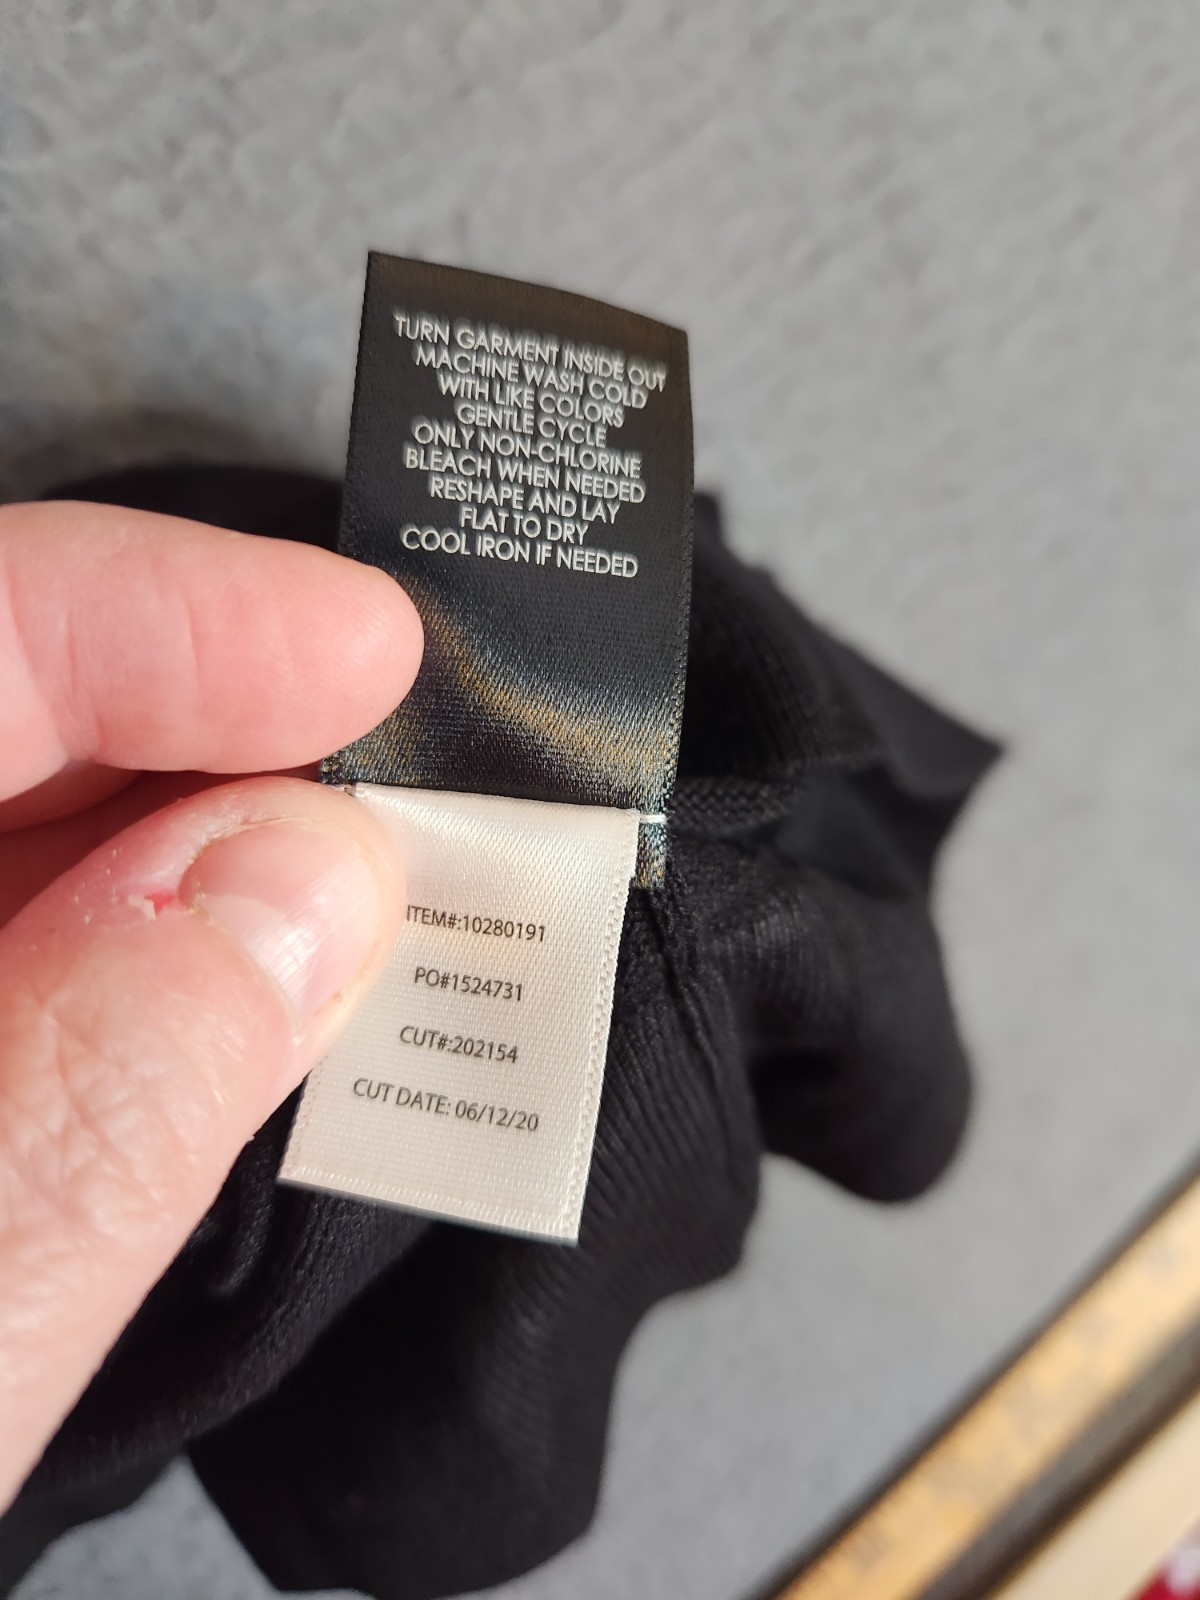 TURN GARMENT INSIDE OUT
MACHINE WASH COLD
WITH LIKE COLORS
GENTLE CYCLE
ONLY NON-CHLORINE
BLEACH WHEN NEEDED
RESHAPE AND LAY
FLAT TO DRY
COOL IRON IF NEEDED
ITEM#:10280191
PO#1524731
CUT#:202154
CUT DATE: 06/12/20